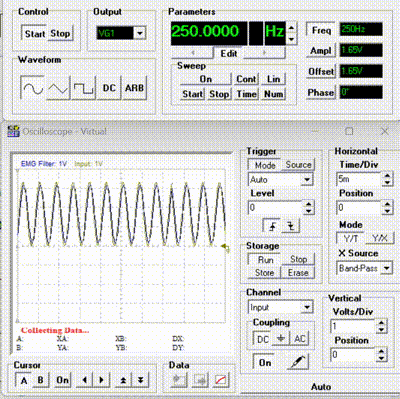 Control
Output
Parameters
Start Stop
VG1
250.0000 Hz
Freq 250Hz
Edit
Ampl 1.65V
Waveform
Sweep
Offset 1.65V
On Cont Lin
DC ARB
Start Stop Time Num
Phase 0°
Oscilloscope - Virtual
EMG Filter: 1V Input: 1V
Trigger
Horizontal
Mode Source
Time/Div
Auto
5m
Level
Position
0
0
Mode
Y/T Y/X
Storage
X Source
Run Stop
Band-Pass
Store Erase
Channel
Vertical
Input
Volts/Div
Collecting Data...
Coupling
1
A: XA: XB: DX:
DC AC
Position
B: YA: YB: DY:
On
0
Cursor
Data
A B On
Auto